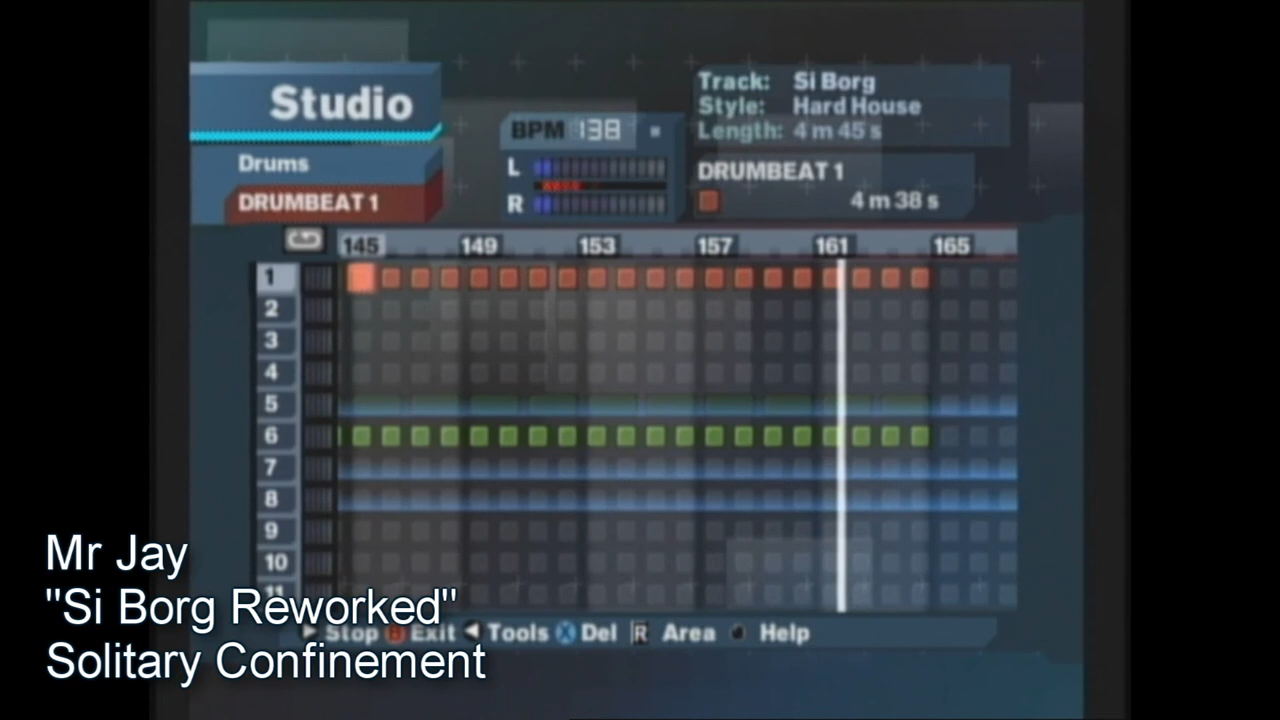 Studio
Drums
DRUMBEAT 1
BPM 138
L
R
Track: Si Borg
Style: Hard House
Length: 4 m 45 s
DRUMBEAT 1
4 m 38 s
145 149 153 157 161 165
1
2
3
4
5
6
7
8
9
10
11
Stop B Exit Tools X Del R Area Help
Mr Jay
"Si Borg Reworked"
Solitary Confinement